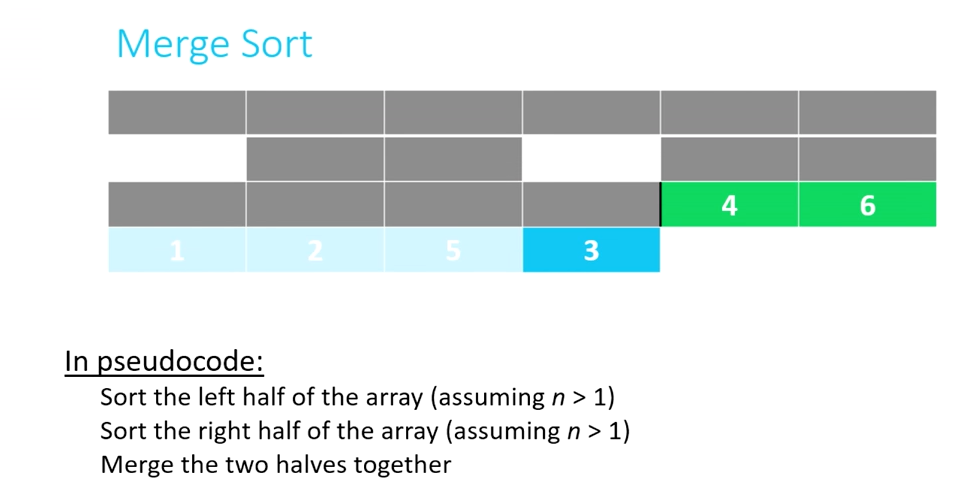 Merge Sort
4 6
1 2 5 3
In pseudocode:
Sort the left half of the array (assuming n > 1)
Sort the right half of the array (assuming n > 1)
Merge the two halves together